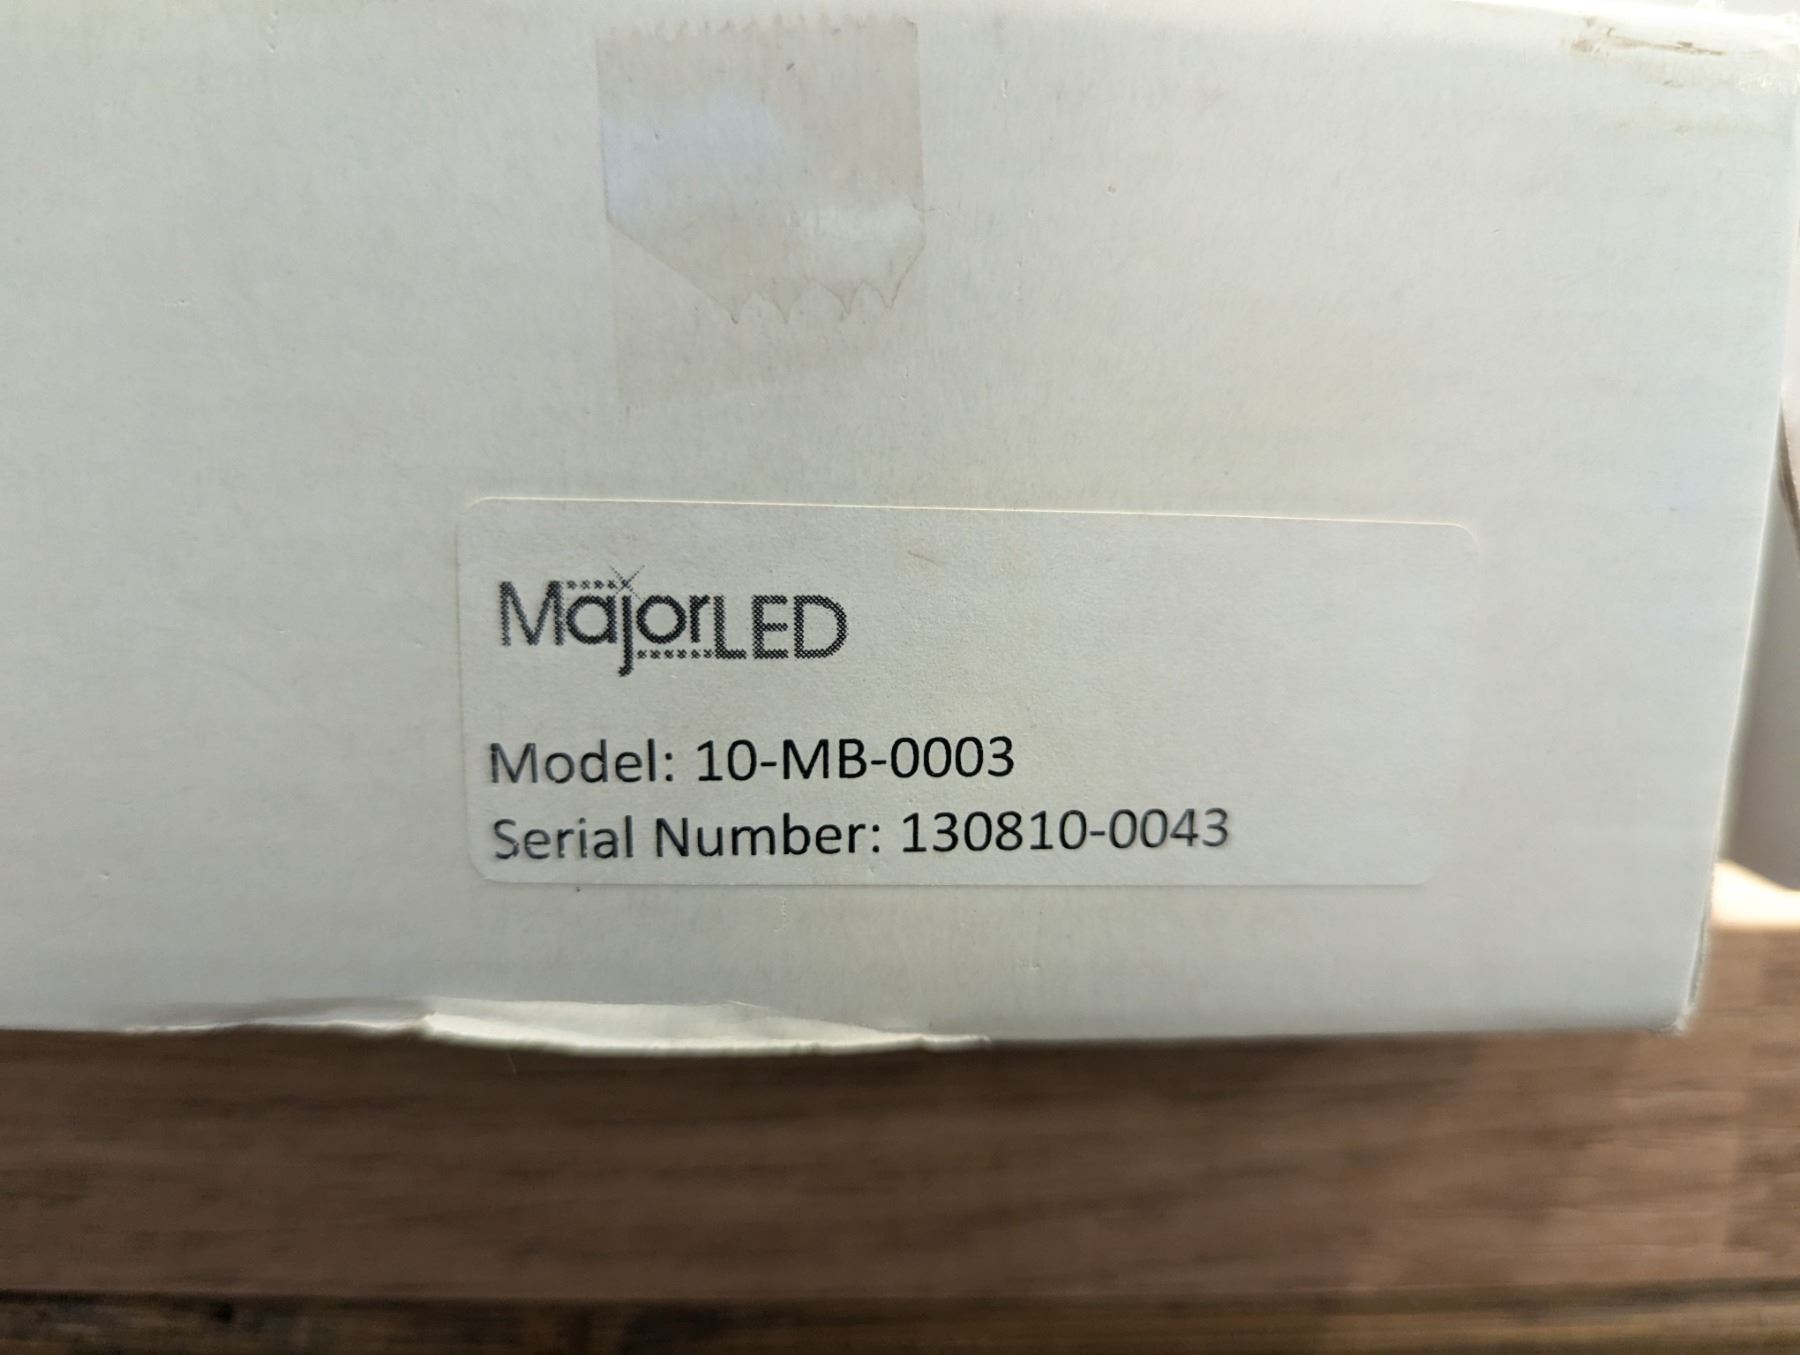 MajorLED
Model: 10-MB-0003
Serial Number: 130810-0043